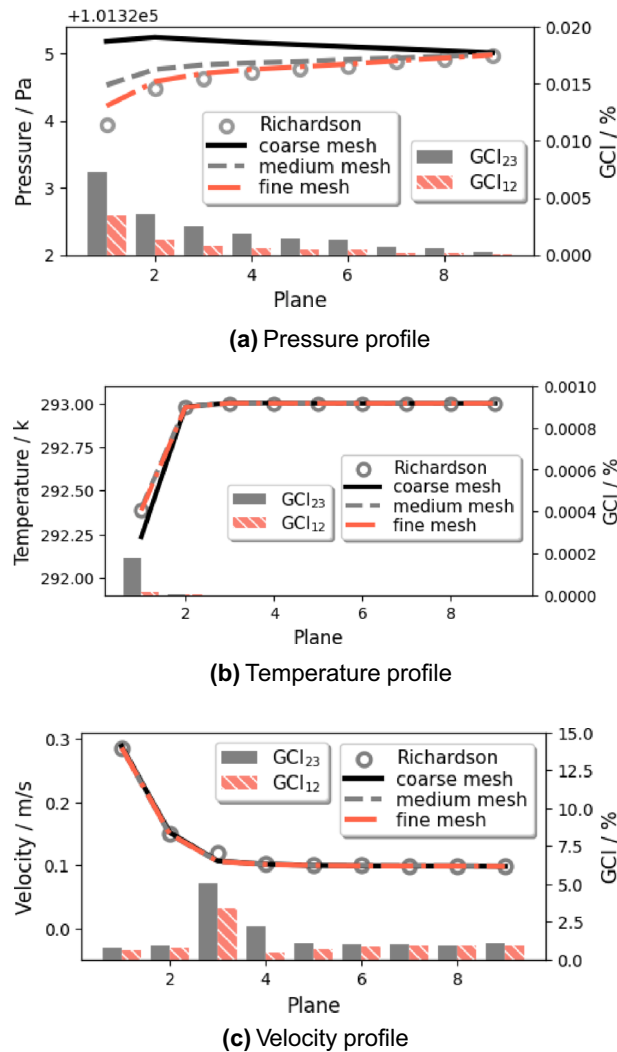 +1.0132e5
5
4
3
2
Pressure / Pa
0.020
0.015
0.010
0.005
0.000
GCI / %
Richardson
coarse mesh
medium mesh
fine mesh
GCI23
GCI12
2
4
6
8
Plane
(a) Pressure profile
293.00
292.75
292.50
292.25
292.00
Temperature / k
0.0010
0.0008
0.0006
0.0004
0.0002
0.0000
GCI23
GCI12
Richardson
coarse mesh
medium mesh
fine mesh
2
4
6
8
Plane
(b) Temperature profile
0.3
0.2
0.1
0.0
Velocity / m/s
15.0
12.5
10.0
7.5
5.0
2.5
0.0
GCI / %
GCI23
GCI12
Richardson
coarse mesh
medium mesh
fine mesh
2
4
6
8
Plane
(c) Velocity profile